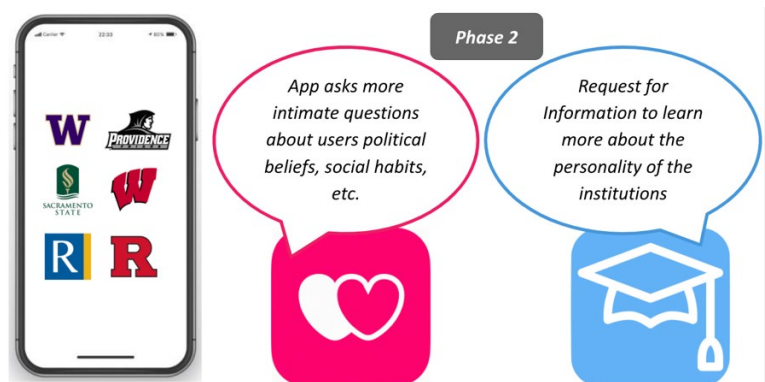 Carrier
22:33
80%
W
PROVIDENCE
SACRAMENTO
STATE
W
R
R
Phase 2
App asks more
intimate questions
about users political
beliefs, social habits,
etc.
Request for
Information to learn
more about the
personality of the
institutions